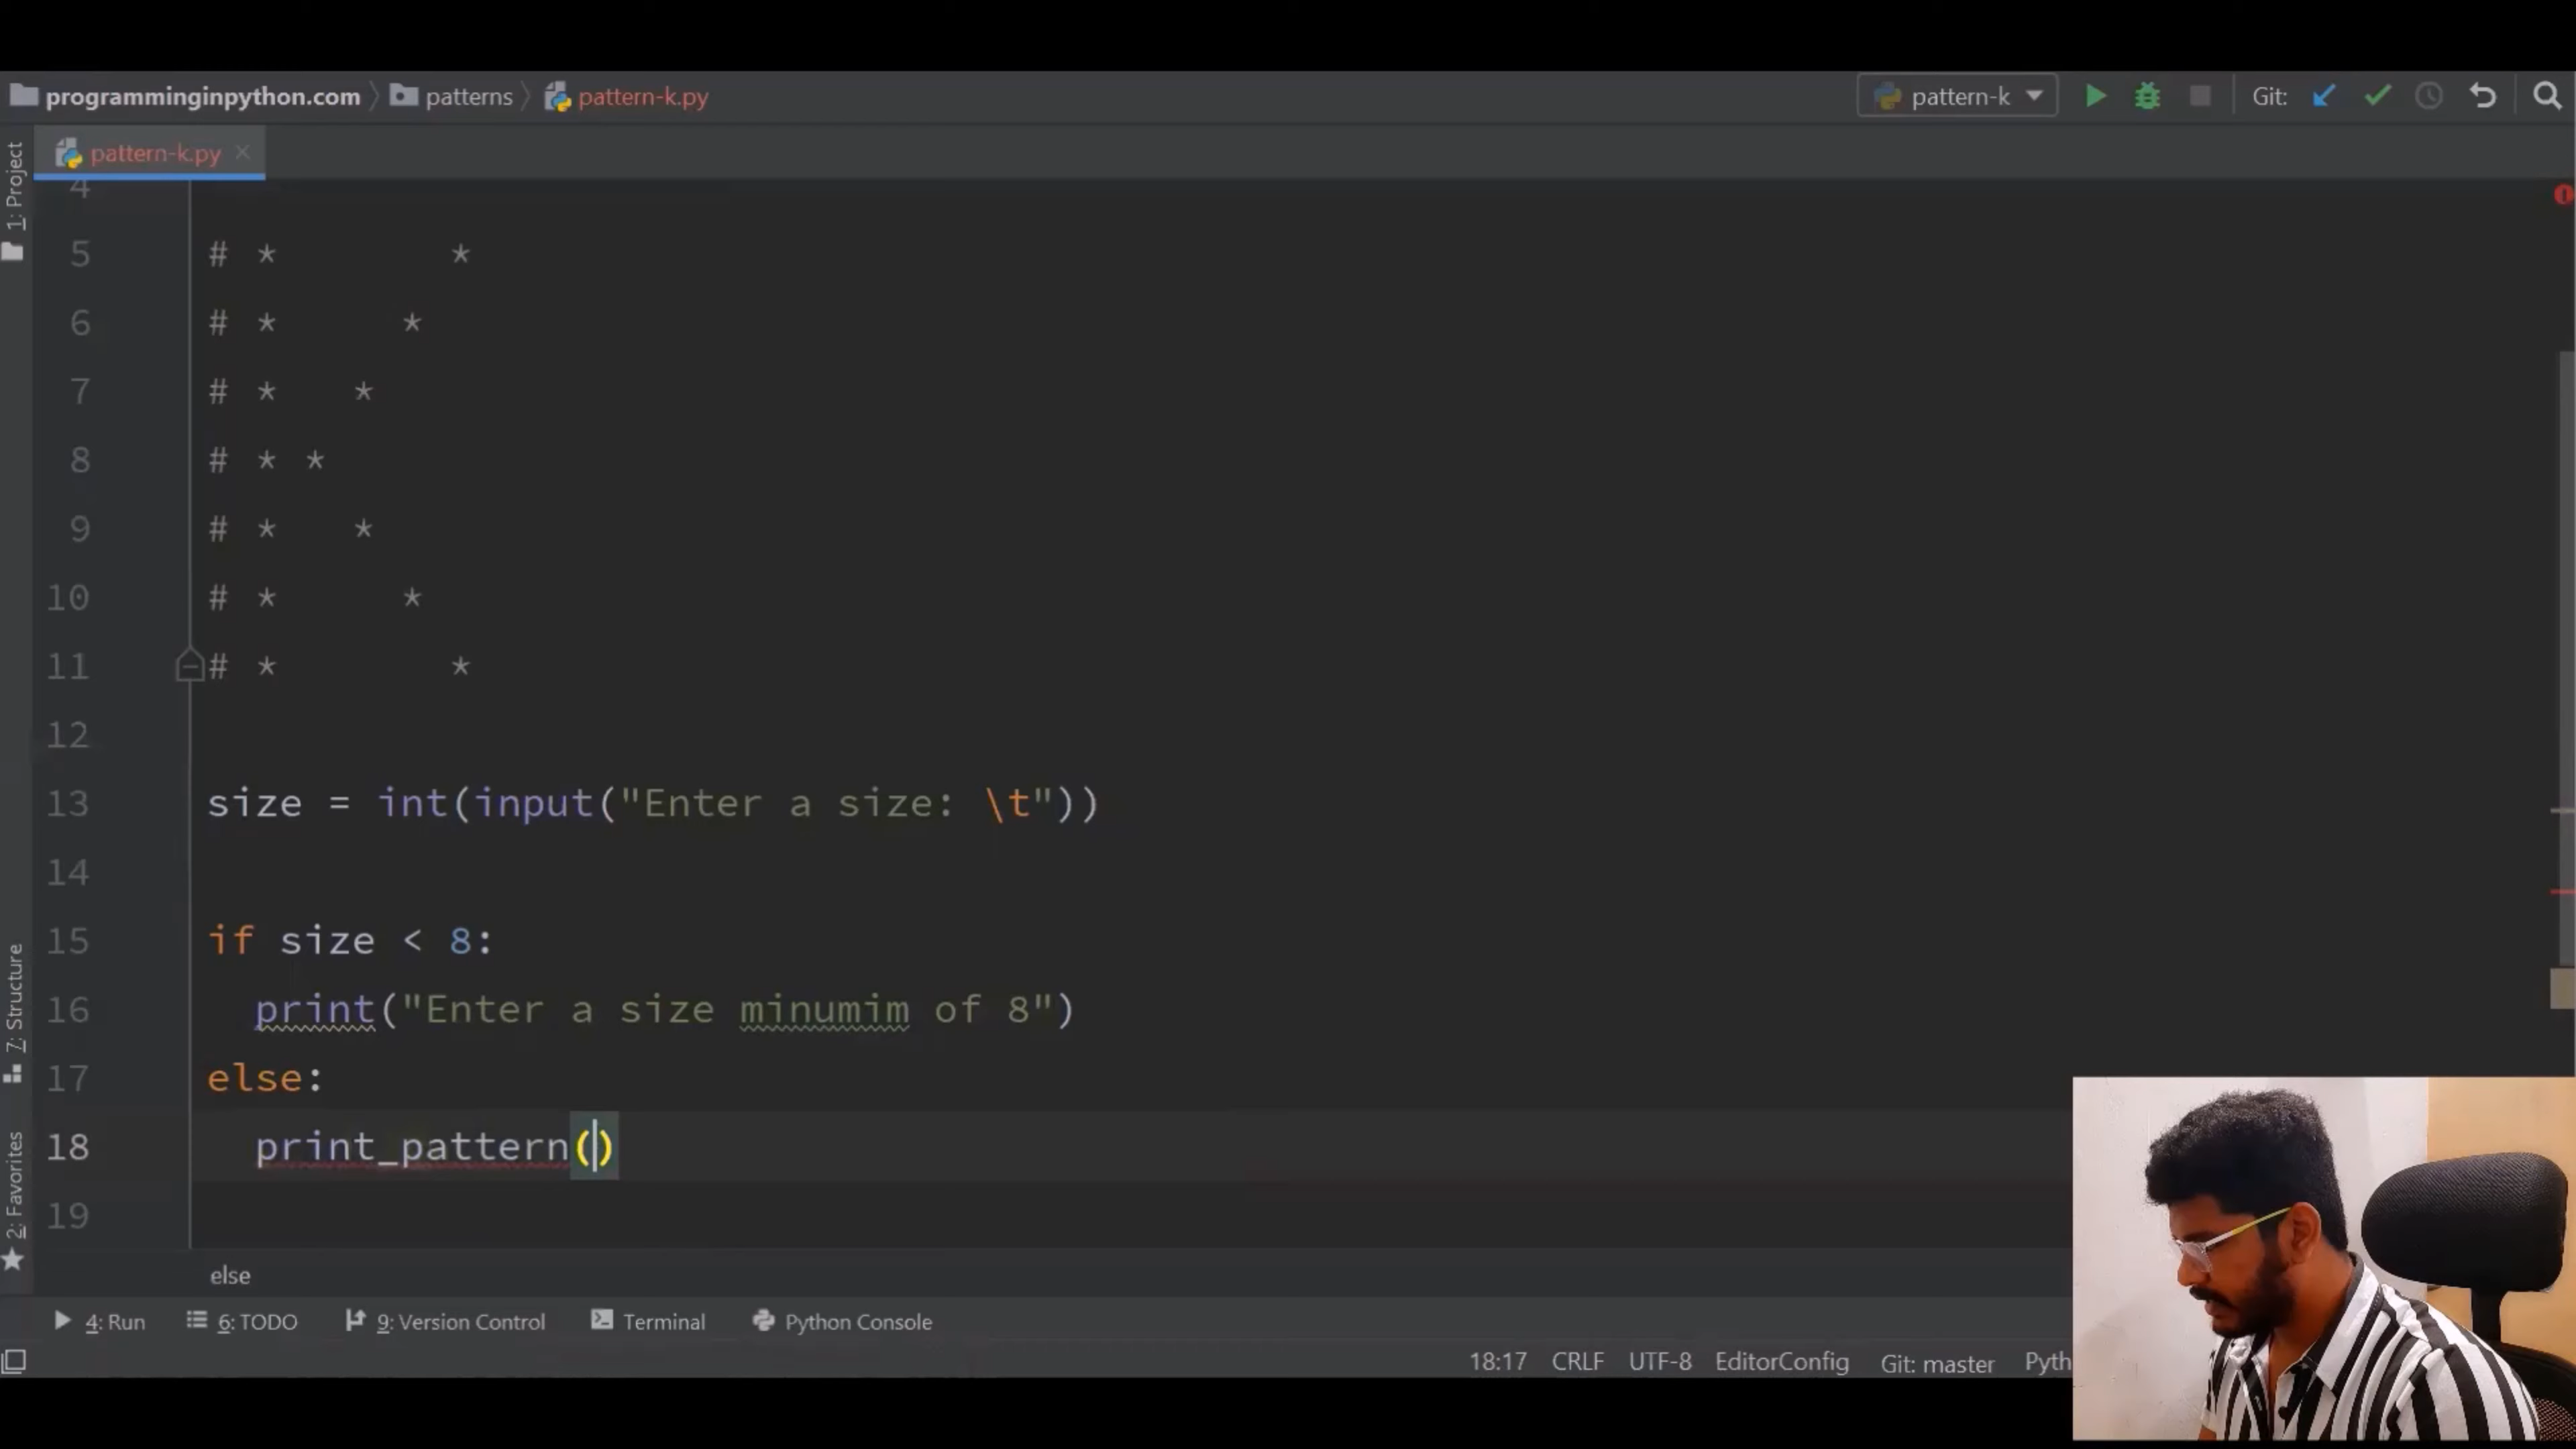 programminginpython.com patterns pattern-k.py pattern-k Git:
pattern-k.py
1: Project
4
5 # *        *
6 # *      *
7 # *    *
8 # * *
9 # *    *
10 # *      *
11 # *        *
12
13 size = int(input("Enter a size: \t"))
14
15 if size < 8:
16   print("Enter a size minumim of 8")
17 else:
18   print_pattern()
19
7: Structure
2: Favorites
else
4: Run 6: TODO 9: Version Control Terminal Python Console
18:17 CRLF UTF-8 EditorConfig Git: master Pyth